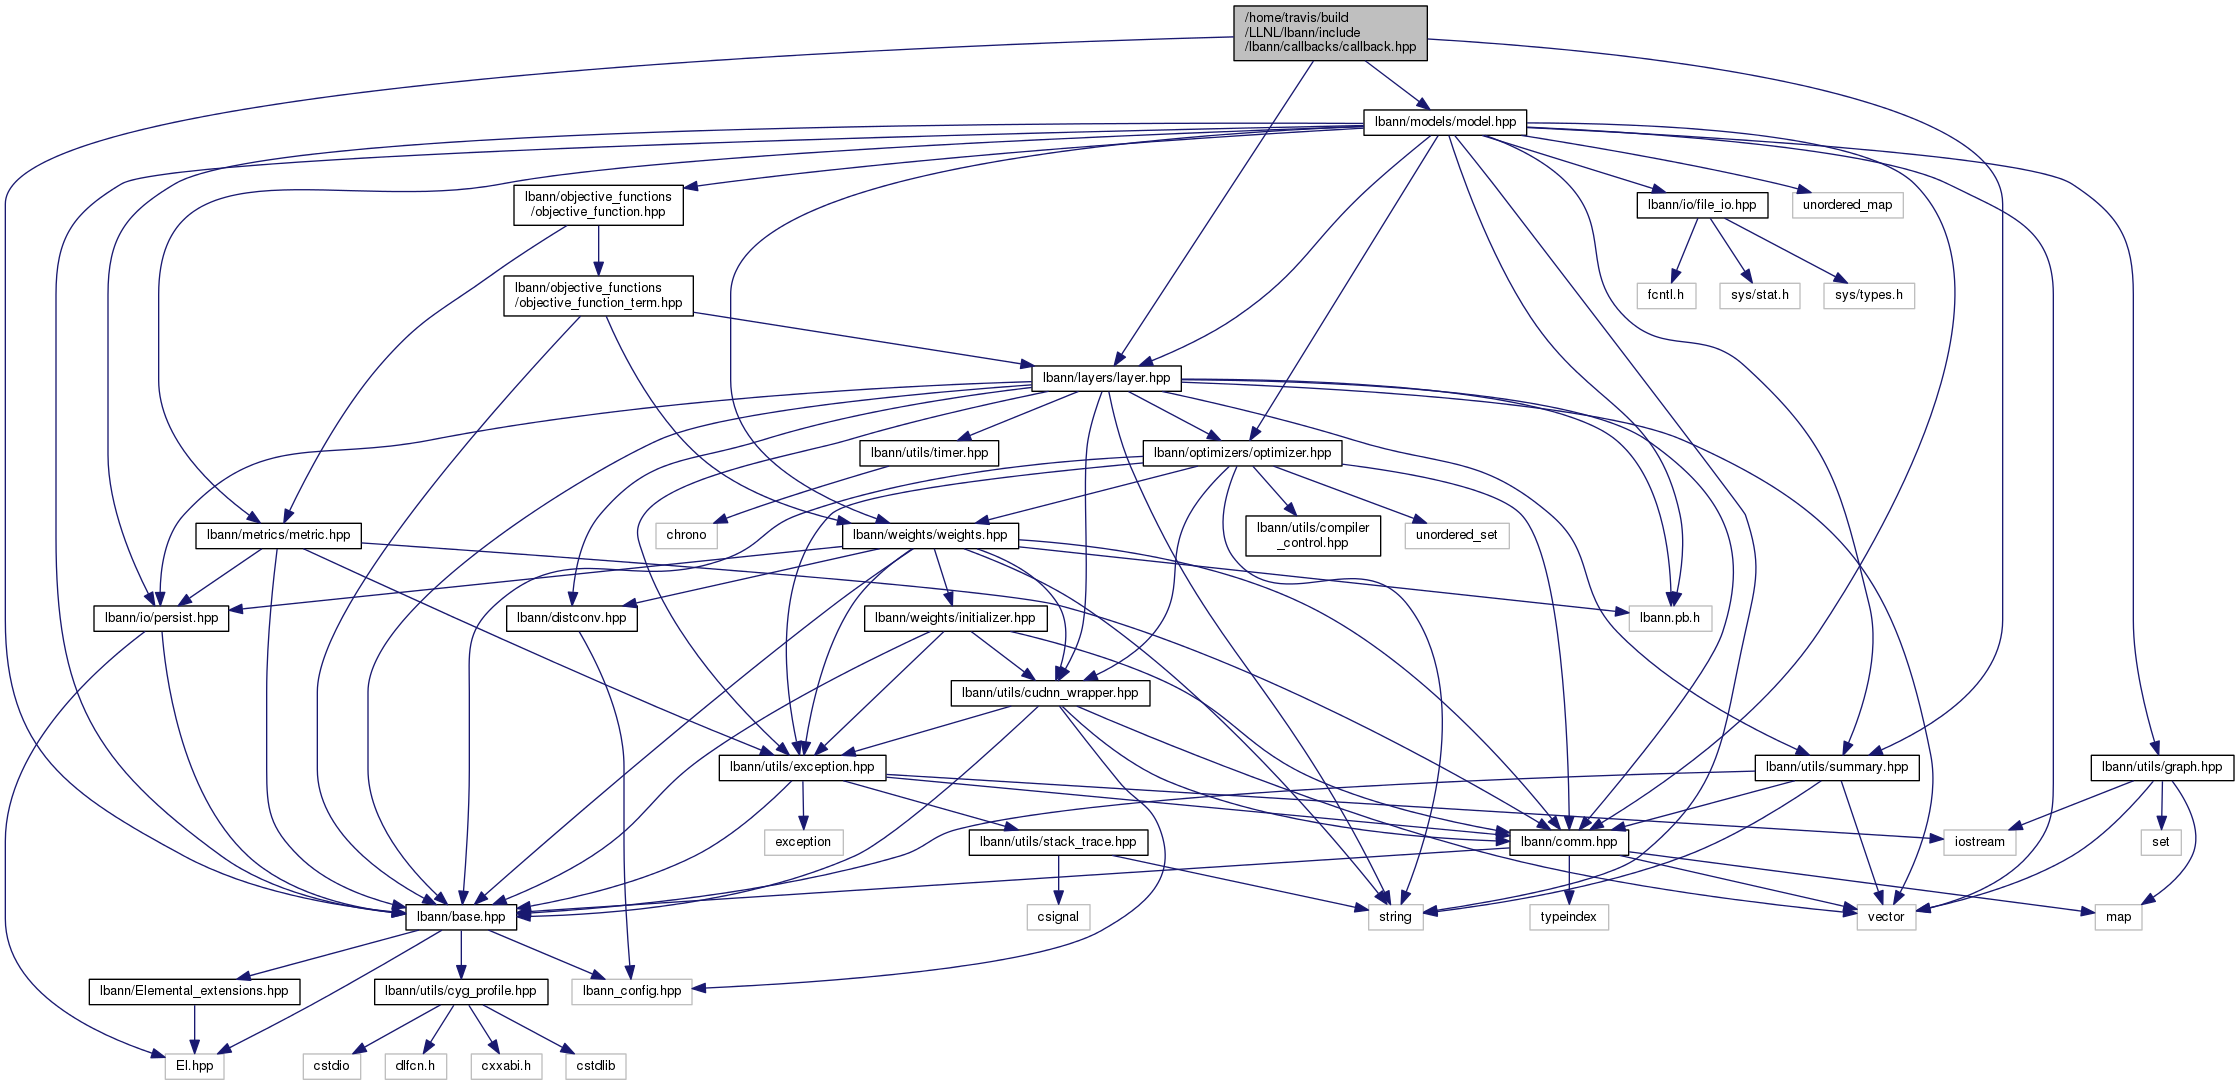 /home/travis/build
/LLNL/lbann/include
/lbann/callbacks/callback.hpp
lbann/models/model.hpp
lbann/objective_functions
/objective_function.hpp
lbann/io/file_io.hpp
unordered_map
lbann/objective_functions
/objective_function_term.hpp
fcntl.h
sys/stat.h
sys/types.h
lbann/layers/layer.hpp
lbann/utils/timer.hpp
lbann/optimizers/optimizer.hpp
lbann/metrics/metric.hpp
chrono
lbann/weights/weights.hpp
lbann/utils/compiler
_control.hpp
unordered_set
lbann/io/persist.hpp
lbann/distconv.hpp
lbann/weights/initializer.hpp
lbann.pb.h
lbann/utils/cudnn_wrapper.hpp
lbann/utils/exception.hpp
lbann/utils/summary.hpp
lbann/utils/graph.hpp
exception
lbann/utils/stack_trace.hpp
lbann/comm.hpp
iostream
set
lbann/base.hpp
csignal
string
typeindex
vector
map
lbann/Elemental_extensions.hpp
lbann/utils/cyg_profile.hpp
lbann_config.hpp
El.hpp
cstdio
dlfcn.h
cxxabi.h
cstdlib